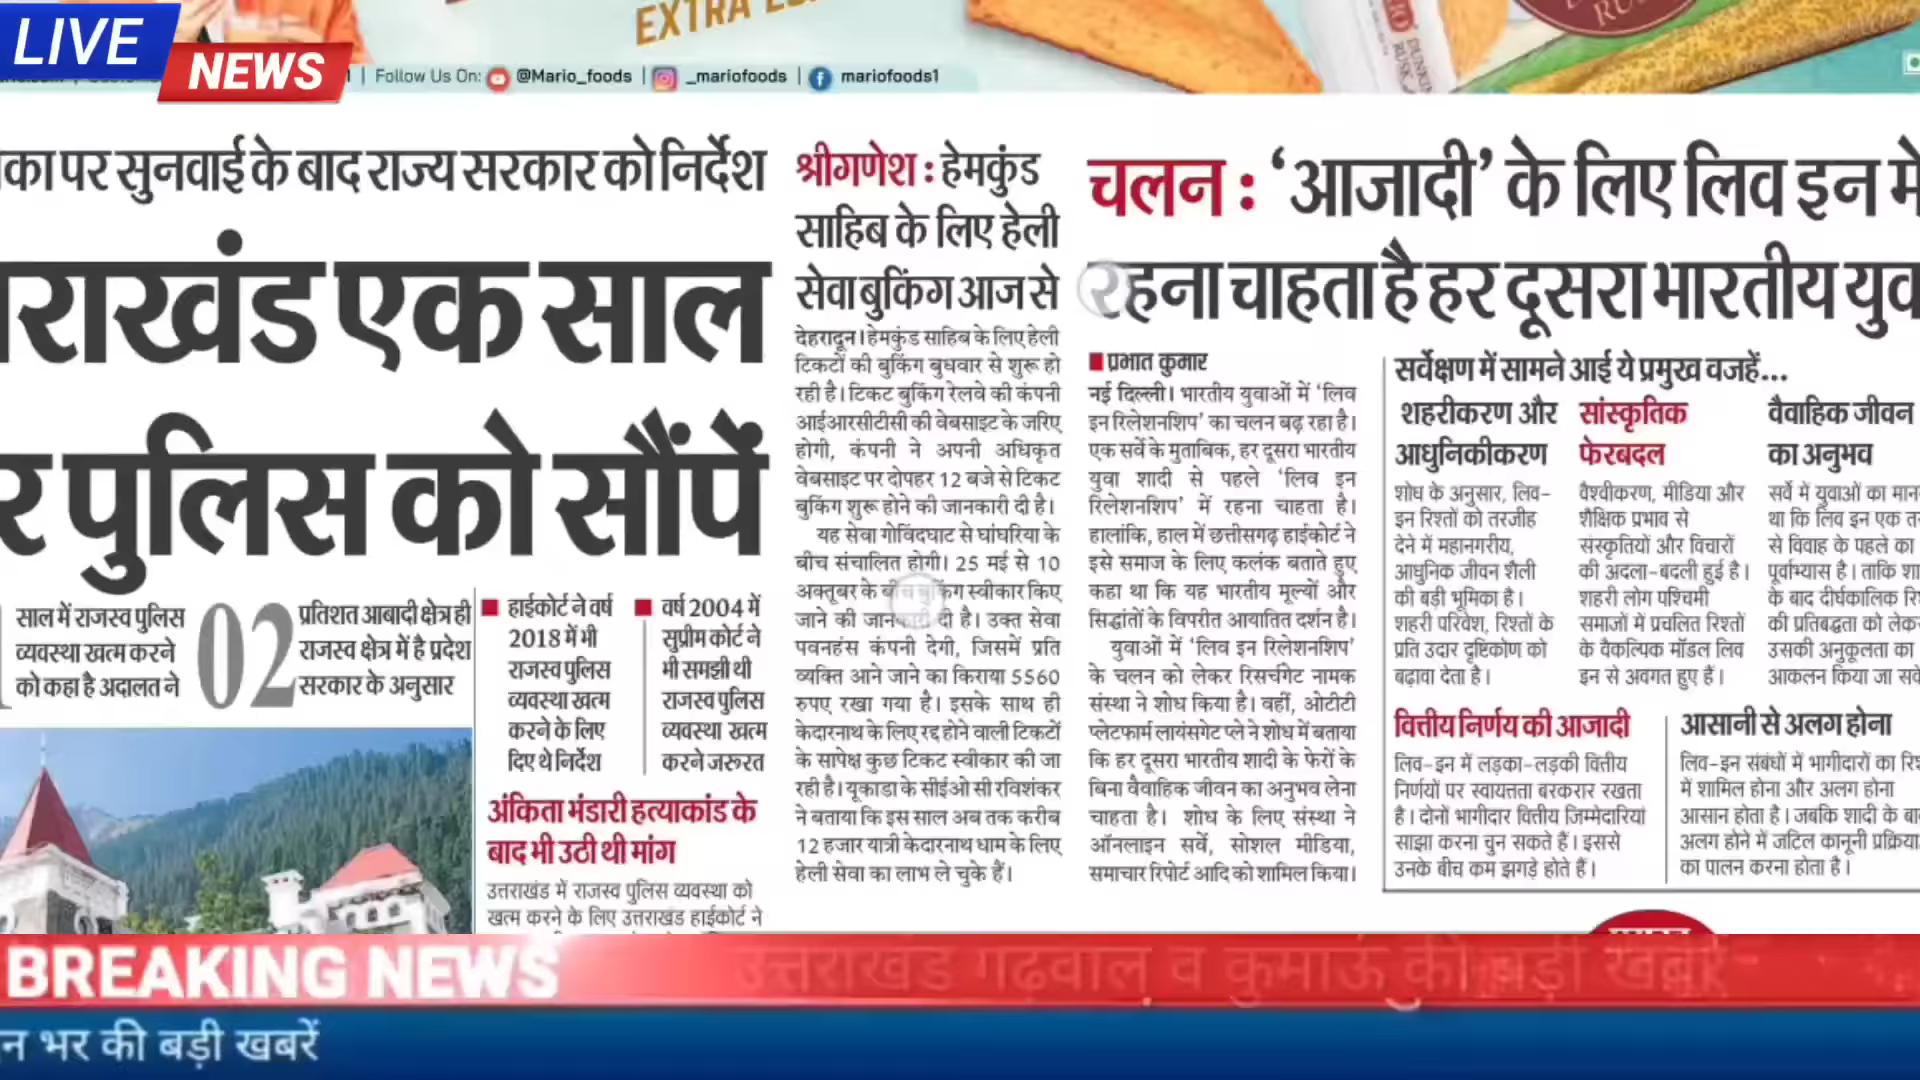 LIVE
NEWS
EXTRA
Follow Us On: @Mario_foods | _mariofoods | mariofoods1
पर सुनवाई के बाद राज्य सरकार को निर्देश
एक साल
पुलिस को सौंपें
साल में राजस्व पुलिस
व्यवस्था खत्म करने
को कहा है अदालत ने
02
प्रतिशत आबादी क्षेत्र ही
राजस्व क्षेत्र में है प्रदेश
सरकार के अनुसार
हाईकोर्ट ने वर्ष
2018 में भी
राजस्व पुलिस
व्यवस्था खत्म
करने के लिए
दिए थे निर्देश
वर्ष 2004 में
सुप्रीम कोर्ट ने
भी समझी थी
राजस्व पुलिस
व्यवस्था खत्म
करने जरूरत
अंकिता भंडारी हत्याकांड के
बाद भी उठी थी मांग
उत्तराखंड में राजस्व पुलिस व्यवस्था को
खत्म करने के लिए उत्तराखंड हाईकोर्ट ने
श्रीगणेश : हेमकुंड
साहिब के लिए हेली
सेवा बुकिंग आज से
देहरादून। हेमकुंड साहिब के लिए हेली
टिकटों की बुकिंग बुधवार से शुरू हो
रही है। टिकट बुकिंग रेलवे की कंपनी
आईआरसीटीसी की वेबसाइट के जरिए
होगी, कंपनी ने अपनी अधिकृत
वेबसाइट पर दोपहर 12 बजे से टिकट
बुकिंग शुरू होने की जानकारी दी है।
यह सेवा गोविंदघाट से घांघरिया के
बीच संचालित होगी। 25 मई से 10
अक्तूबर के बीच बुकिंग स्वीकार किए
जाने की जानकारी दी है। उक्त सेवा
पवनहंस कंपनी देगी, जिसमें प्रति
व्यक्ति आने जाने का किराया 5560
रुपए रखा गया है। इसके साथ ही
केदारनाथ के लिए रद्द होने वाली टिकटों
के सापेक्ष कुछ टिकट स्वीकार की जा
रही है। यूकाडा के सीईओ सी रविशंकर
ने बताया कि इस साल अब तक करीब
12 हजार यात्री केदारनाथ धाम के लिए
हेली सेवा का लाभ ले चुके हैं।
चलन : ‘आजादी’ के लिए लिव इन में
रहना चाहता है हर दूसरा भारतीय
प्रभात कुमार
नई दिल्ली। भारतीय युवाओं में ‘लिव
इन रिलेशनशिप’ का चलन बढ़ रहा है।
एक सर्वे के मुताबिक, हर दूसरा भारतीय
युवा शादी से पहले ‘लिव इन
रिलेशनशिप’ में रहना चाहता है।
हालांकि, हाल में छत्तीसगढ़ हाईकोर्ट ने
इसे समाज के लिए कलंक बताते हुए
कहा था कि यह भारतीय मूल्यों और
सिद्धांतों के विपरीत आयातित दर्शन है।
युवाओं में ‘लिव इन रिलेशनशिप’
के चलन को लेकर रिसर्चगेट नामक
संस्था ने शोध किया है। वहीं, ओटीटी
प्लेटफार्म लायंसगेट प्ले ने शोध में बताया
कि हर दूसरा भारतीय शादी के फेरों के
बिना वैवाहिक जीवन का अनुभव लेना
चाहता है। शोध के लिए संस्था ने
ऑनलाइन सर्वे, सोशल मीडिया,
समाचार रिपोर्ट आदि को शामिल किया।
सर्वेक्षण में सामने आई ये प्रमुख वजहें...
शहरीकरण और
आधुनिकीकरण
शोध के अनुसार, लिव-
इन रिश्तों को तरजीह
देने में महानगरीय,
आधुनिक जीवन शैली
की बड़ी भूमिका है।
शहरी परिवेश, रिश्तों के
प्रति उदार दृष्टिकोण को
बढ़ावा देता है।
सांस्कृतिक
फेरबदल
वैश्वीकरण, मीडिया और
शैक्षिक प्रभाव से
संस्कृतियों और विचारों
की अदला-बदली हुई है।
शहरी लोग पश्चिमी
समाजों में प्रचलित रिश्तों
के वैकल्पिक मॉडल लिव
इन से अवगत हुए हैं।
वैवाहिक जीवन
का अनुभव
सर्वे में युवाओं का
था कि लिव इन एक
से विवाह के पहले का
पूर्वाभ्यास है। ताकि
के बाद दीर्घकालिक
की प्रतिबद्धता को
उसकी अनुकूलता का
आकलन किया जा
वित्तीय निर्णय की आजादी
लिव-इन में लड़का-लड़की वित्तीय
निर्णयों पर स्वायत्तता बरकरार रखता
है। दोनों भागीदार वित्तीय जिम्मेदारियां
साझा करना चुन सकते हैं। इससे
उनके बीच कम झगड़े होते हैं।
आसानी से अलग होना
लिव-इन संबंधों में भागीदारों का
में शामिल होना और अलग होना
आसान होता है। जबकि शादी के
अलग होने में जटिल कानूनी प्रक्रिया
का पालन करना होता है।
BREAKING NEWS
उत्तराखंड गढ़वाल व कुमाऊं की बड़ी खबरें
भर की बड़ी खबरें